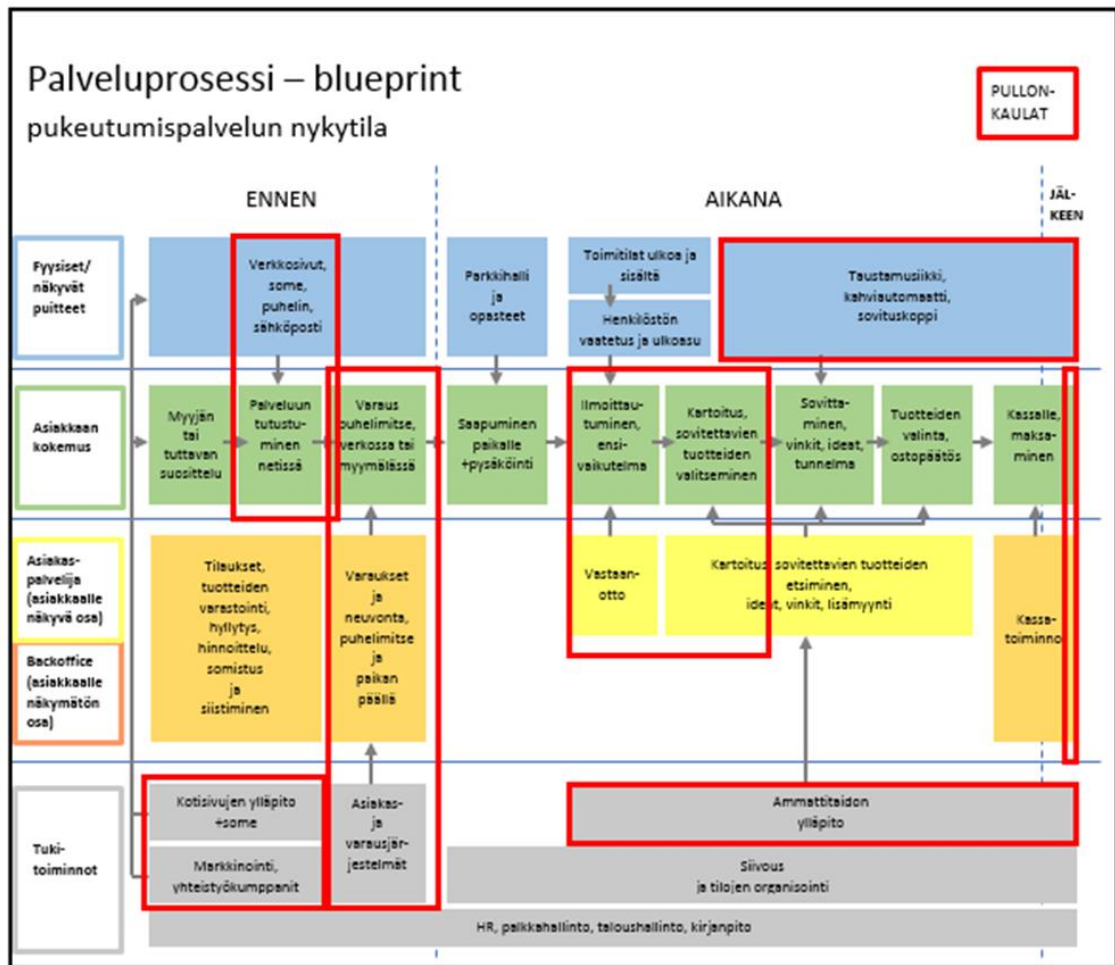 Palveluprosessi – blueprint
pukeutumispalvelun nykytila
PULLON-
KAULAT
ENNEN
AIKANA
JÄL-
KEEN
Fyysiset/
näkyvät
puitteet
Verkkosivut,
some,
puhelin,
sähköposti
Parkkihalli
ja
opasteet
Toimitilat ulkoa ja
sisältä
Henkilöstön
vaatetus ja ulkoasu
Taustamusiikki,
kahviautomaatti,
sovituskoppi
Asiakkaan
kokemus
Myyjän
tai
tuttavan
suosittelu
Palveluun
tutustu-
minen
netissä
Varaus
puhelimitse,
verkossa tai
myymälässä
Saapuminen
paikalle
+pysäköinti
Ilmoittau-
tuminen,
ensi-
vaikutelma
Kartoitus,
sovitettavien
tuotteiden
valitseminen
Sovitta-
minen,
vinkit, ideat,
tunnelma
Tuotteiden
valinta,
ostopäätös
Kassalle,
maksa-
minen
Asiakas-
palvelija
(asiakkaalle
näkyvä osa)
Backoffice
(asiakkaalle
näkymätön
osa)
Tilaukset,
tuotteiden
varastointi,
hyllytys,
hinnoittelu,
somistus
ja
siistiminen
Varaukset
ja
neuvonta,
puhelimitse
ja
paikan
päällä
Vastaan-
otto
Kartoitus, sovitettavien tuotteiden
etsiminen,
ideat, vinkit, lisämyynti
Kassa-
toiminno
Tuki-
toiminnot
Kotisivujen ylläpito
+some
Markkinointi,
yhteistyökumppanit
Asiakas-
ja
varausjär-
jestelmät
Ammattitaidon
ylläpito
Siivous
ja tilojen organisointi
HR, palkkahallinto, taloushallinto, kirjanpito